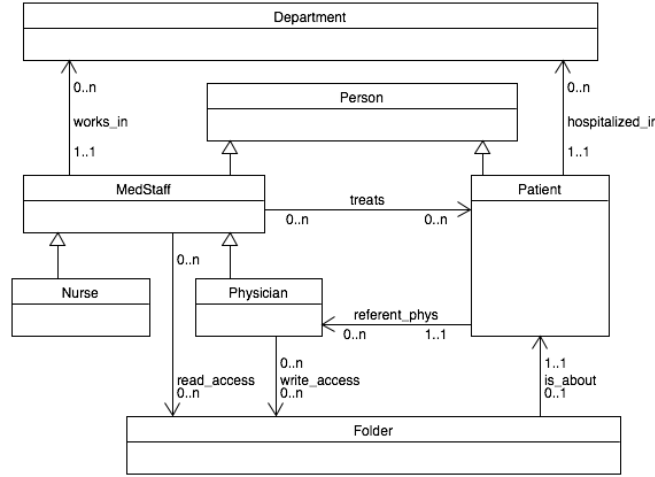 Department
0..n
0..n
Person
works_in
hospitalized_in
1..1
1..1
MedStaff
treats
Patient
0..n
0..n
0..n
Nurse
Physician
referent_phys
0..n
1..1
0..n
1..1
read_access
write_access
is_about
0..n
0..n
0..1
Folder